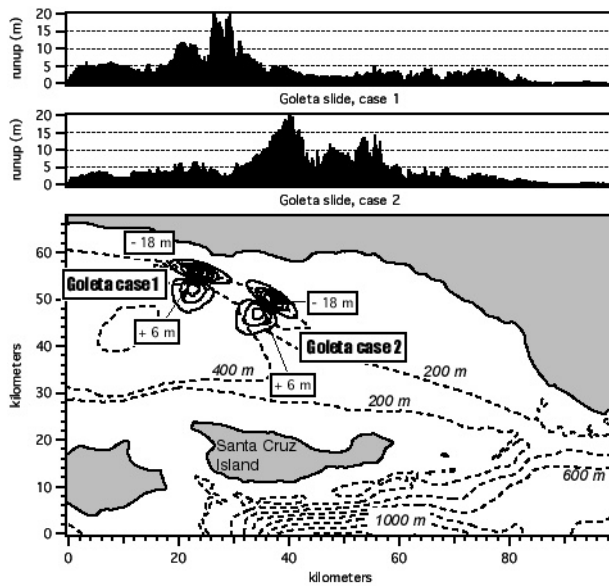 runup (m)
20
15
10
5
0
Goleta slide, case 1
runup (m)
20
15
10
5
0
Goleta slide, case 2
kilometers
60
50
40
30
20
10
0
- 18 m
Goleta case 1
- 18 m
+ 6 m
Goleta case 2
400 m
+ 6 m
200 m
200 m
Santa Cruz
Island
600 m
1000 m
0 20 40 60 80
kilometers